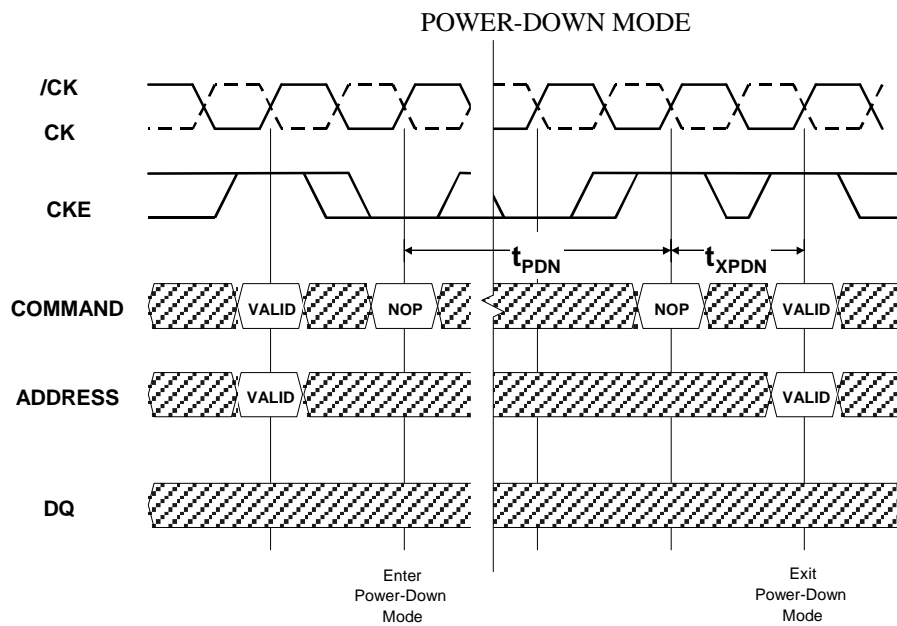 POWER-DOWN MODE
/CK
CK
CKE
tPDN
tXPDN
COMMAND
VALID
NOP
NOP
VALID
ADDRESS
VALID
VALID
DQ
Enter
Power-Down
Mode
Exit
Power-Down
Mode